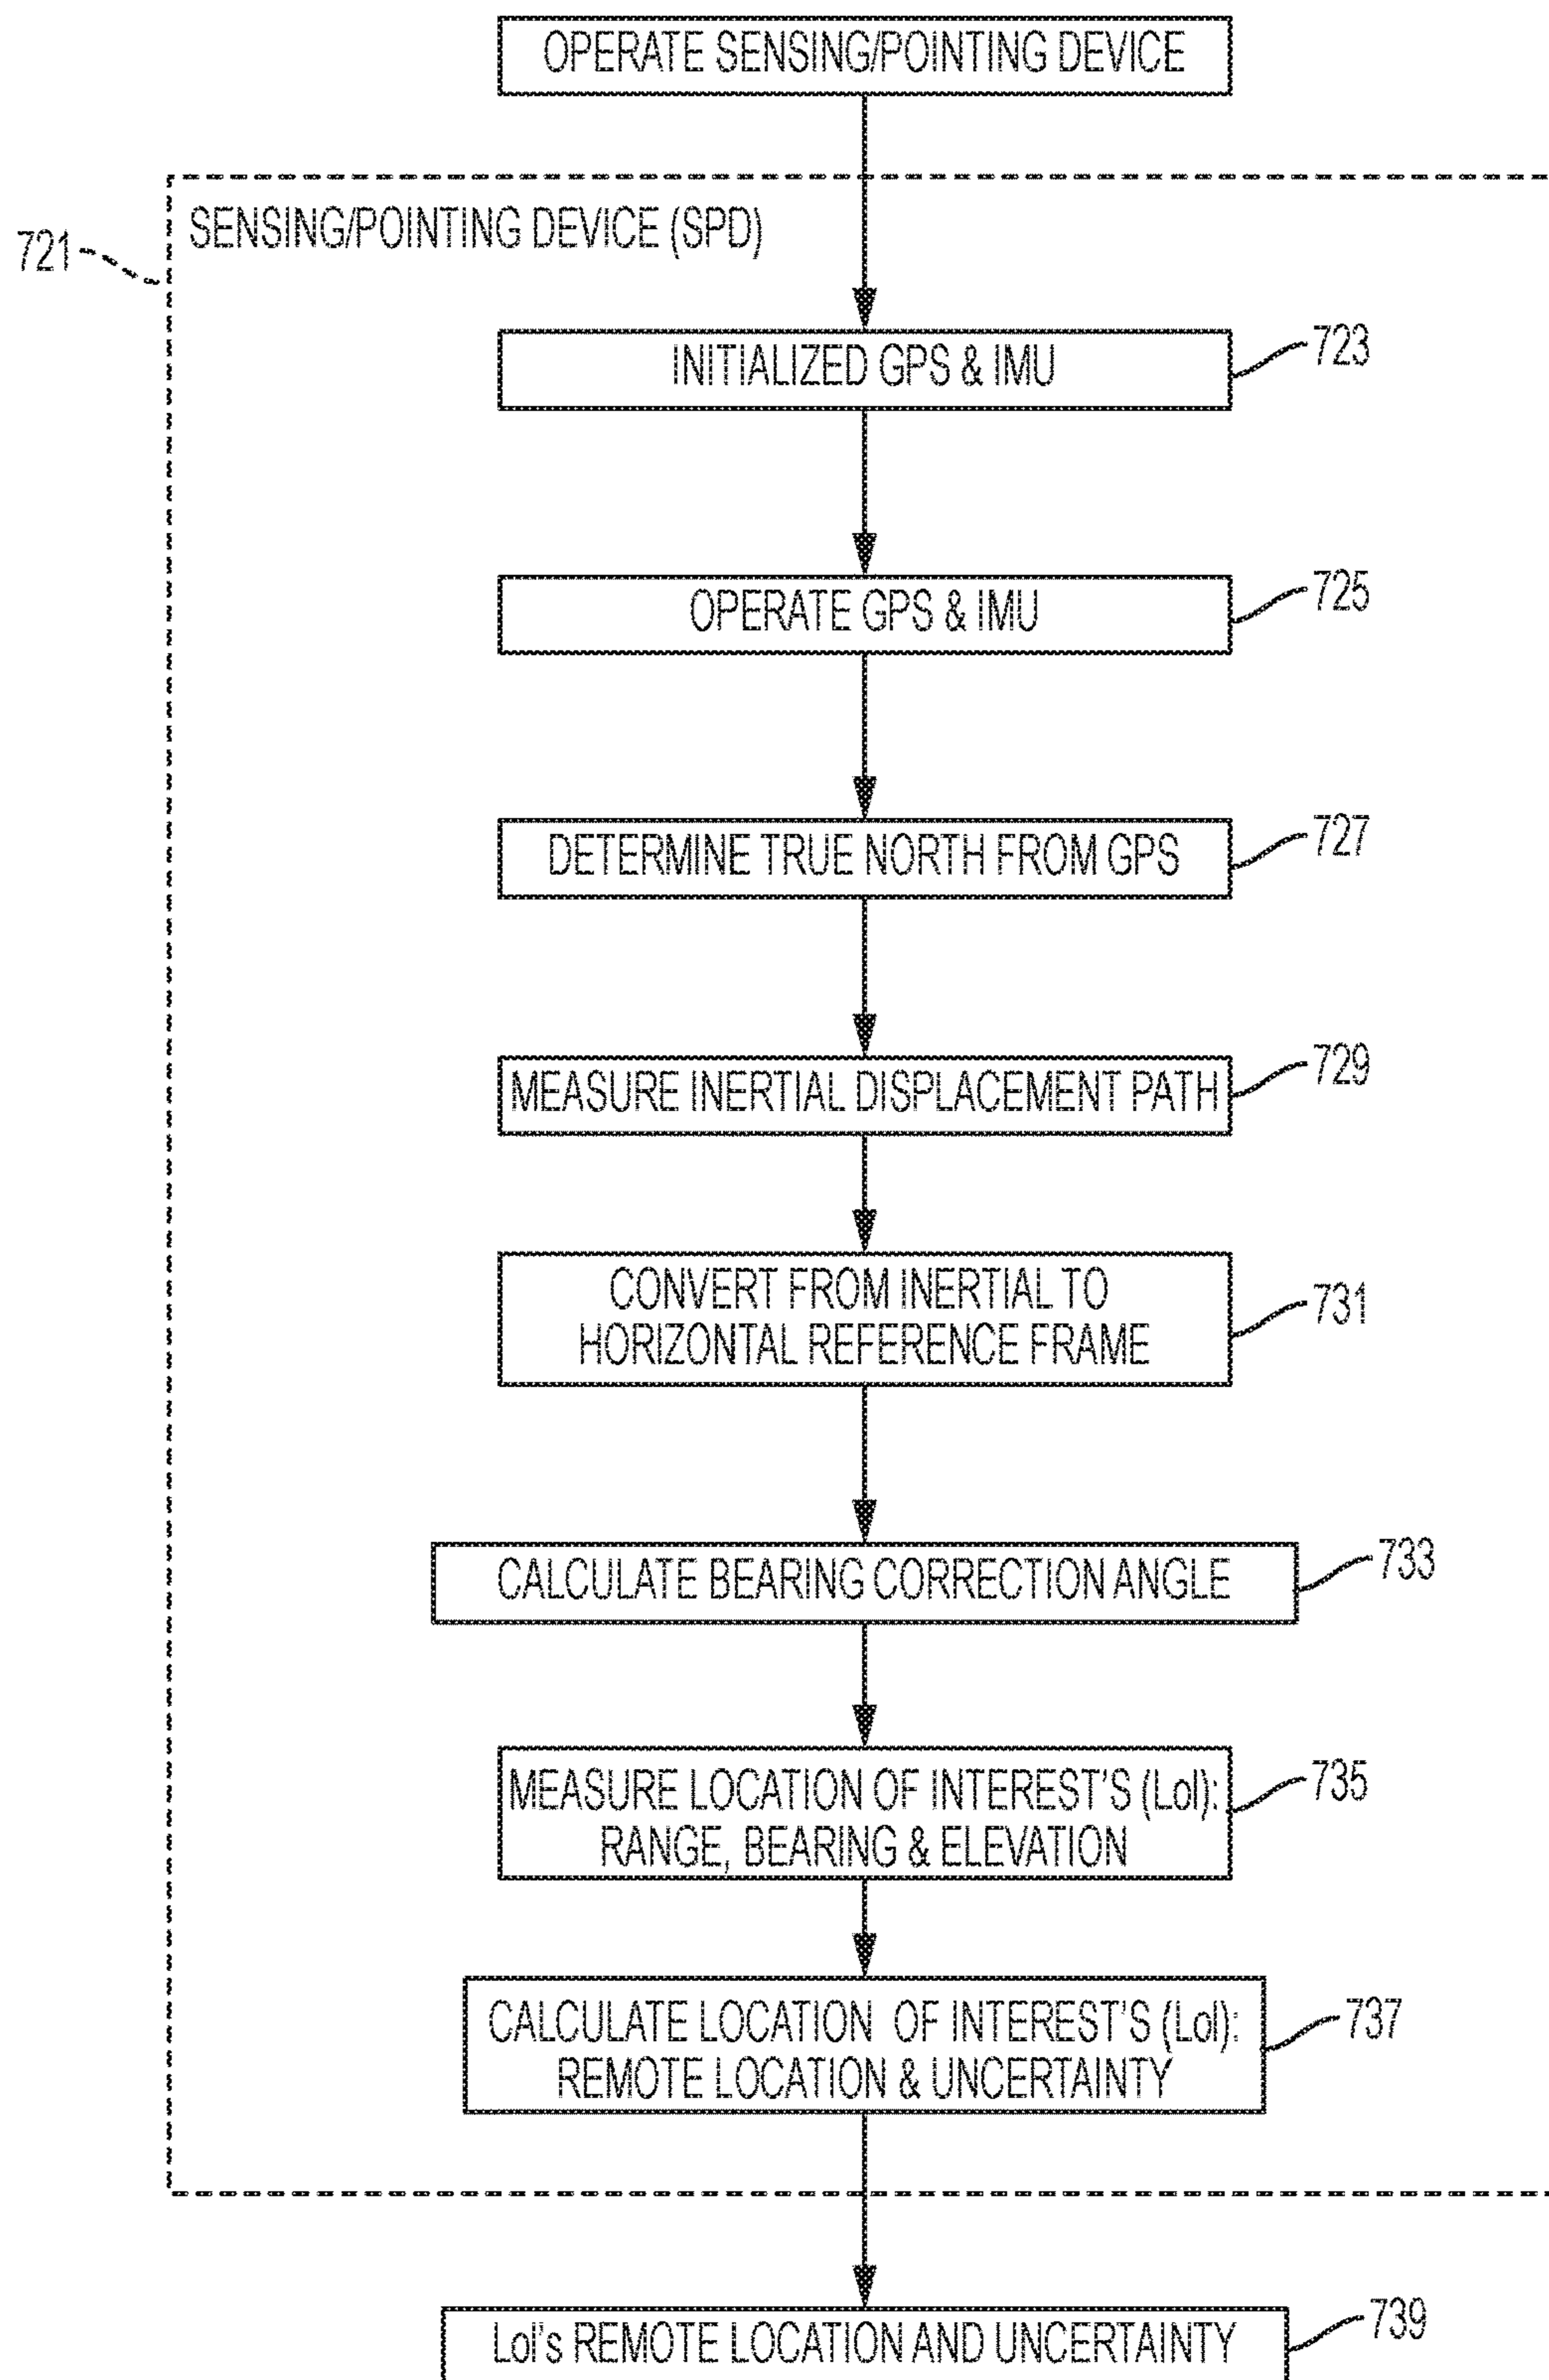 OPERATE SENSING/POINTING DEVICE
721
SENSING/POINTING DEVICE (SPD)
INITIALIZED GPS & IMU
723
OPERATE GPS & IMU
725
DETERMINE TRUE NORTH FROM GPS
727
MEASURE INERTIAL DISPLACEMENT PATH
729
CONVERT FROM INERTIAL TO
HORIZONTAL REFERENCE FRAME
731
CALCULATE BEARING CORRECTION ANGLE
733
MEASURE LOCATION OF INTEREST'S (LoI):
RANGE, BEARING & ELEVATION
735
CALCULATE LOCATION OF INTEREST'S (LoI):
REMOTE LOCATION & UNCERTAINTY
737
LoI's REMOTE LOCATION AND UNCERTAINTY
739